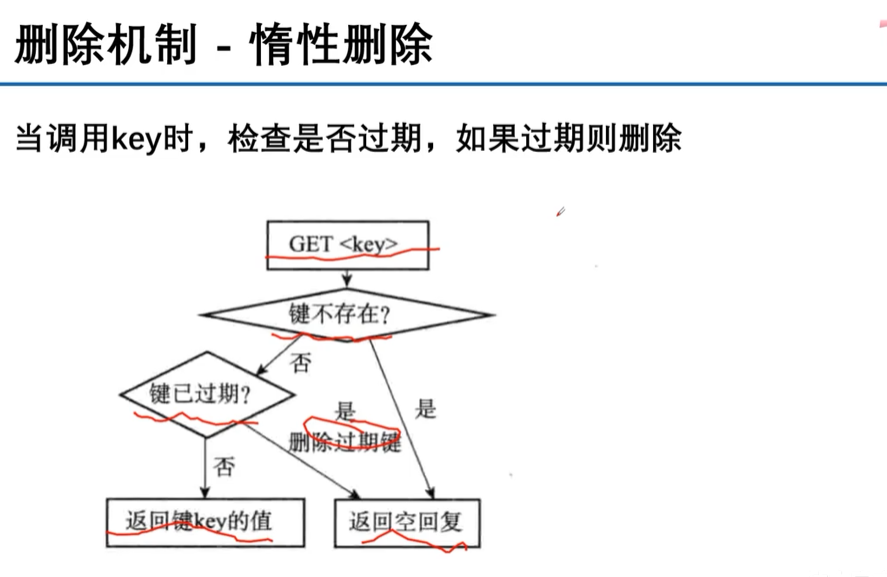 删除机制 - 惰性删除
当调用key时，检查是否过期，如果过期则删除
GET <key>
键不存在?
否
键已过期?
是
是
删除过期键
否
返回键key的值
返回空回复